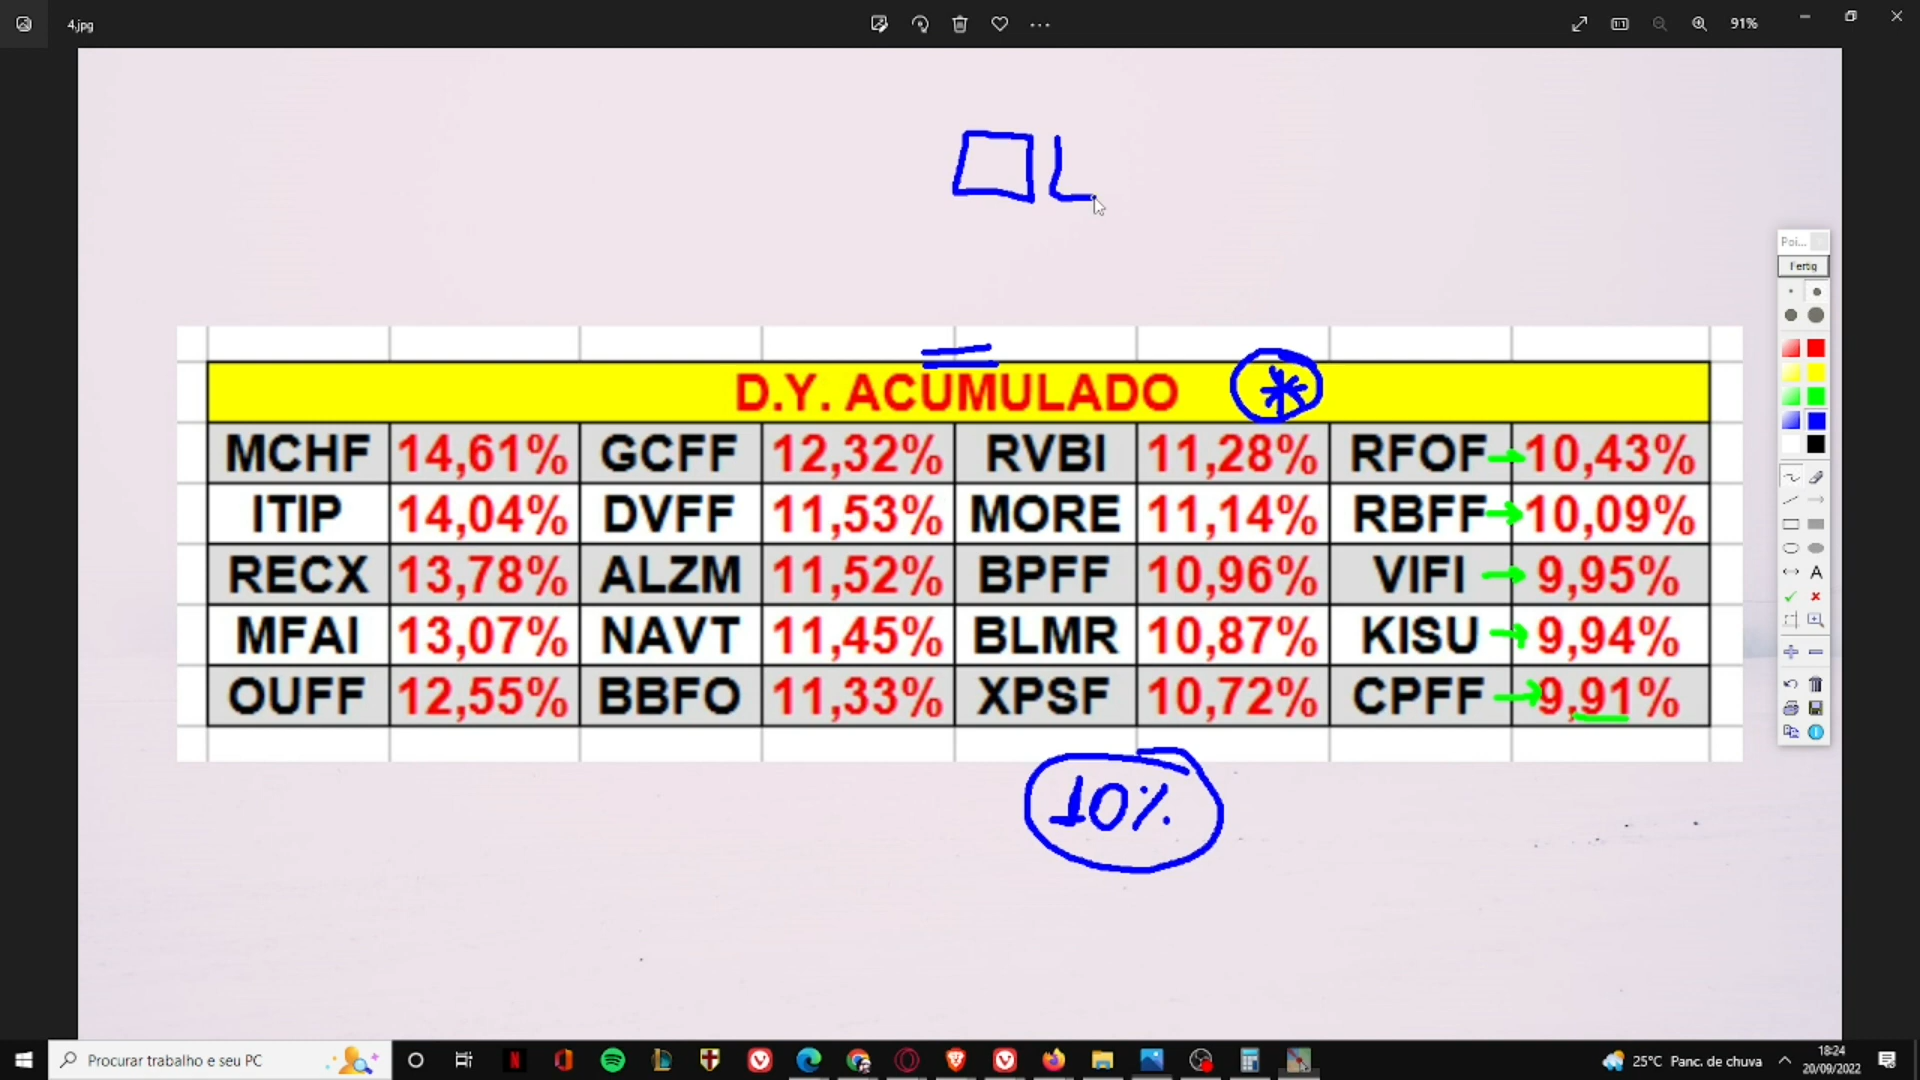 4.jpg
91%
Poi...
Fertig
D.Y. ACUMULADO *
MCHF 14,61% GCFF 12,32% RVBI 11,28% RFOF 10,43%
ITIP 14,04% DVFF 11,53% MORE 11,14% RBFF 10,09%
RECX 13,78% ALZM 11,52% BPFF 10,96% VIFI 9,95%
MFAI 13,07% NAVT 11,45% BLMR 10,87% KISU 9,94%
OUFF 12,55% BBFO 11,33% XPSF 10,72% CPFF 9,91%
A
10%
Procurar trabalho e seu PC
25°C Panc. de chuva
18:24
20/09/2022